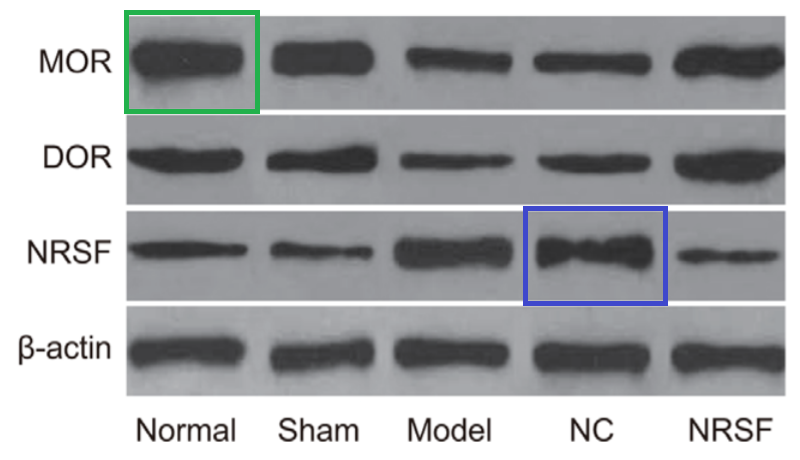 MOR
DOR
NRSF
β-actin
Normal Sham Model NC NRSF